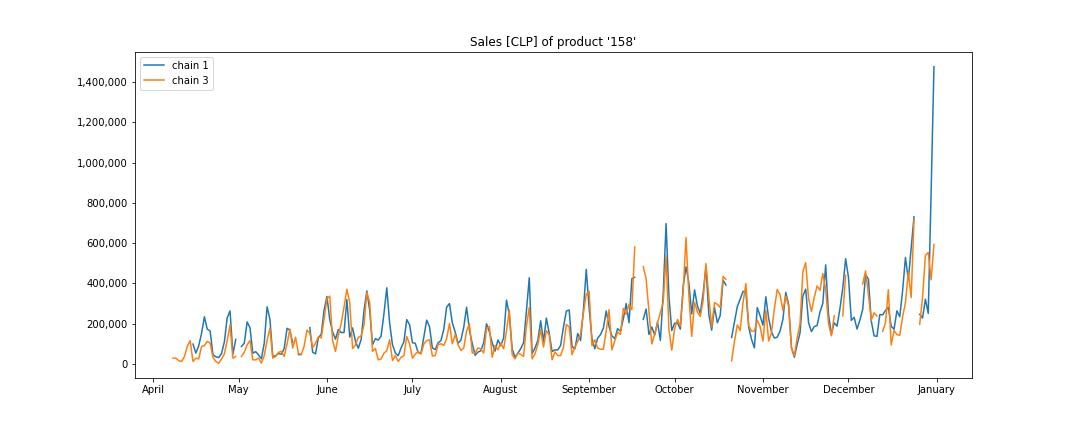 Sales [CLP] of product '158'
chain 1
chain 3
1,400,000
1,200,000
1,000,000
800,000
600,000
400,000
200,000
0
April May June July August September October November December January